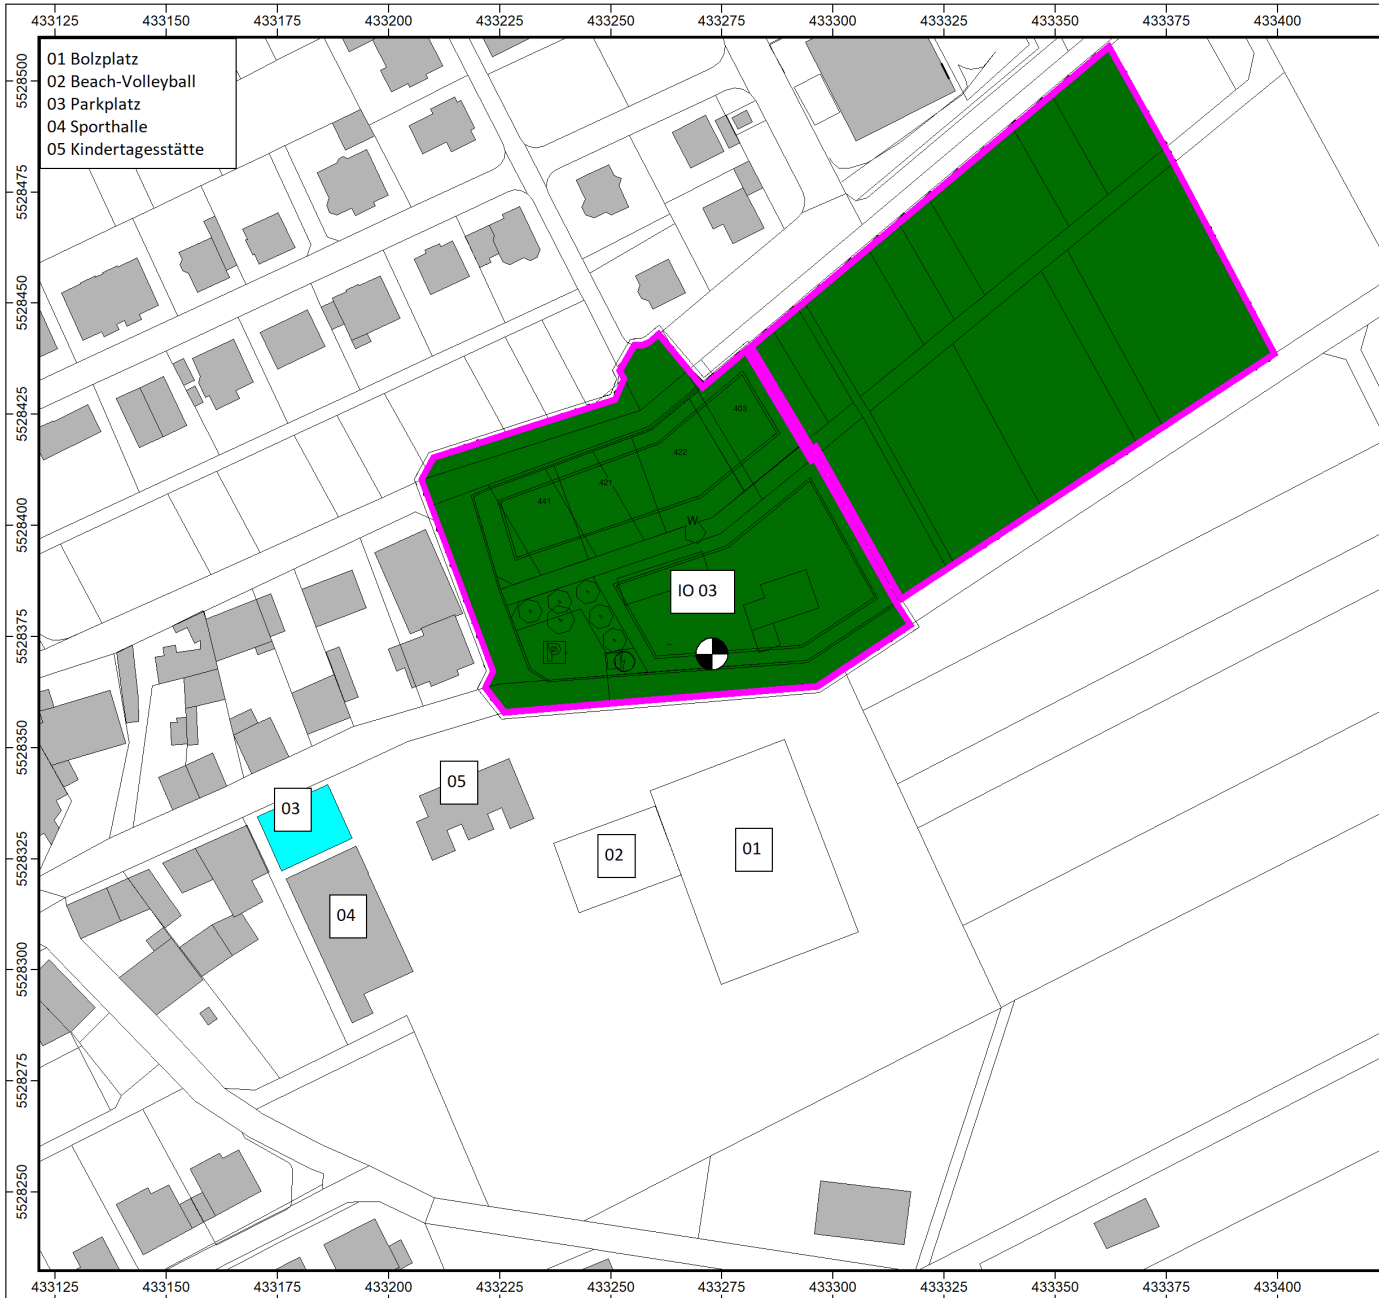 433125 433150 433175 433200 433225 433250 433275 433300 433325 433350 433375 433400
01 Bolzplatz
02 Beach-Volleyball
03 Parkplatz
04 Sporthalle
05 Kindertagesstätte
5528500
5528475
5528450
5528425
5528400
5528375
5528350
5528325
5528300
5528275
5528250
403
422
421
441
W
IO 03
P
05
03
02
01
04
433125 433150 433175 433200 433225 433250 433275 433300 433325 433350 433375 433400